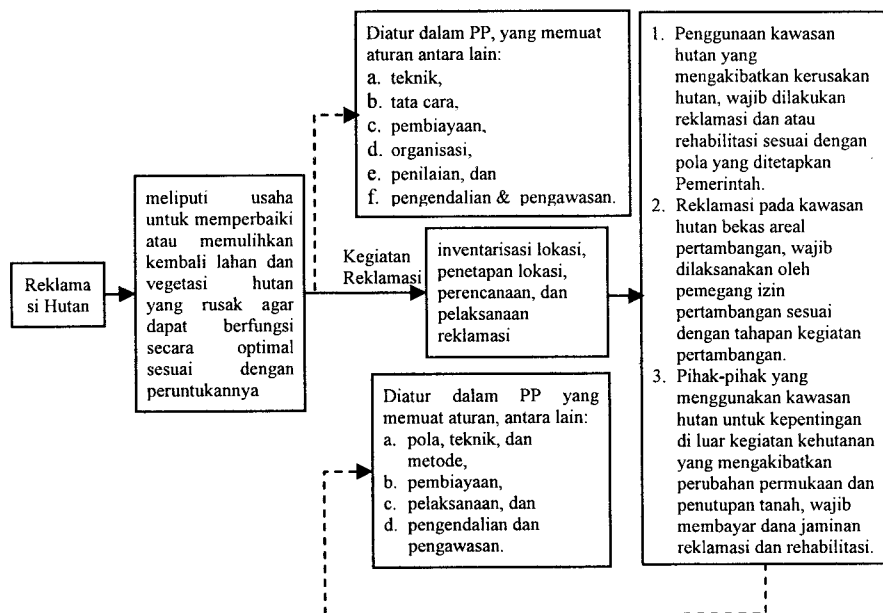 Reklama
si Hutan
meliputi usaha
untuk memperbaiki
atau memulihkan
kembali lahan dan
vegetasi hutan
yang rusak agar
dapat berfungsi
secara optimal
sesuai dengan
peruntukannya
Diatur dalam PP, yang memuat
aturan antara lain:
a. teknik,
b. tata cara,
c. pembiayaan,
d. organisasi,
e. penilaian, dan
f. pengendalian & pengawasan.
Kegiatan
Reklamasi
inventarisasi lokasi,
penetapan lokasi,
perencanaan, dan
pelaksanaan
reklamasi
Diatur dalam PP yang
memuat aturan, antara lain:
a. pola, teknik, dan
metode,
b. pembiayaan,
c. pelaksanaan, dan
d. pengendalian dan
pengawasan.
1. Penggunaan kawasan
hutan yang
mengakibatkan kerusakan
hutan, wajib dilakukan
reklamasi dan atau
rehabilitasi sesuai dengan
pola yang ditetapkan
Pemerintah.
2. Reklamasi pada kawasan
hutan bekas areal
pertambangan, wajib
dilaksanakan oleh
pemegang izin
pertambangan sesuai
dengan tahapan kegiatan
pertambangan.
3. Pihak-pihak yang
menggunakan kawasan
hutan untuk kepentingan
di luar kegiatan kehutanan
yang mengakibatkan
perubahan permukaan dan
penutupan tanah, wajib
membayar dana jaminan
reklamasi dan rehabilitasi.